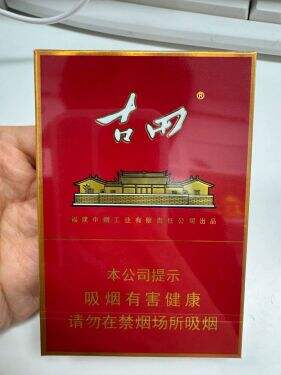 古田®
福建中烟工业有限责任公司出品
本公司提示
吸烟有害健康
请勿在禁烟场所吸烟